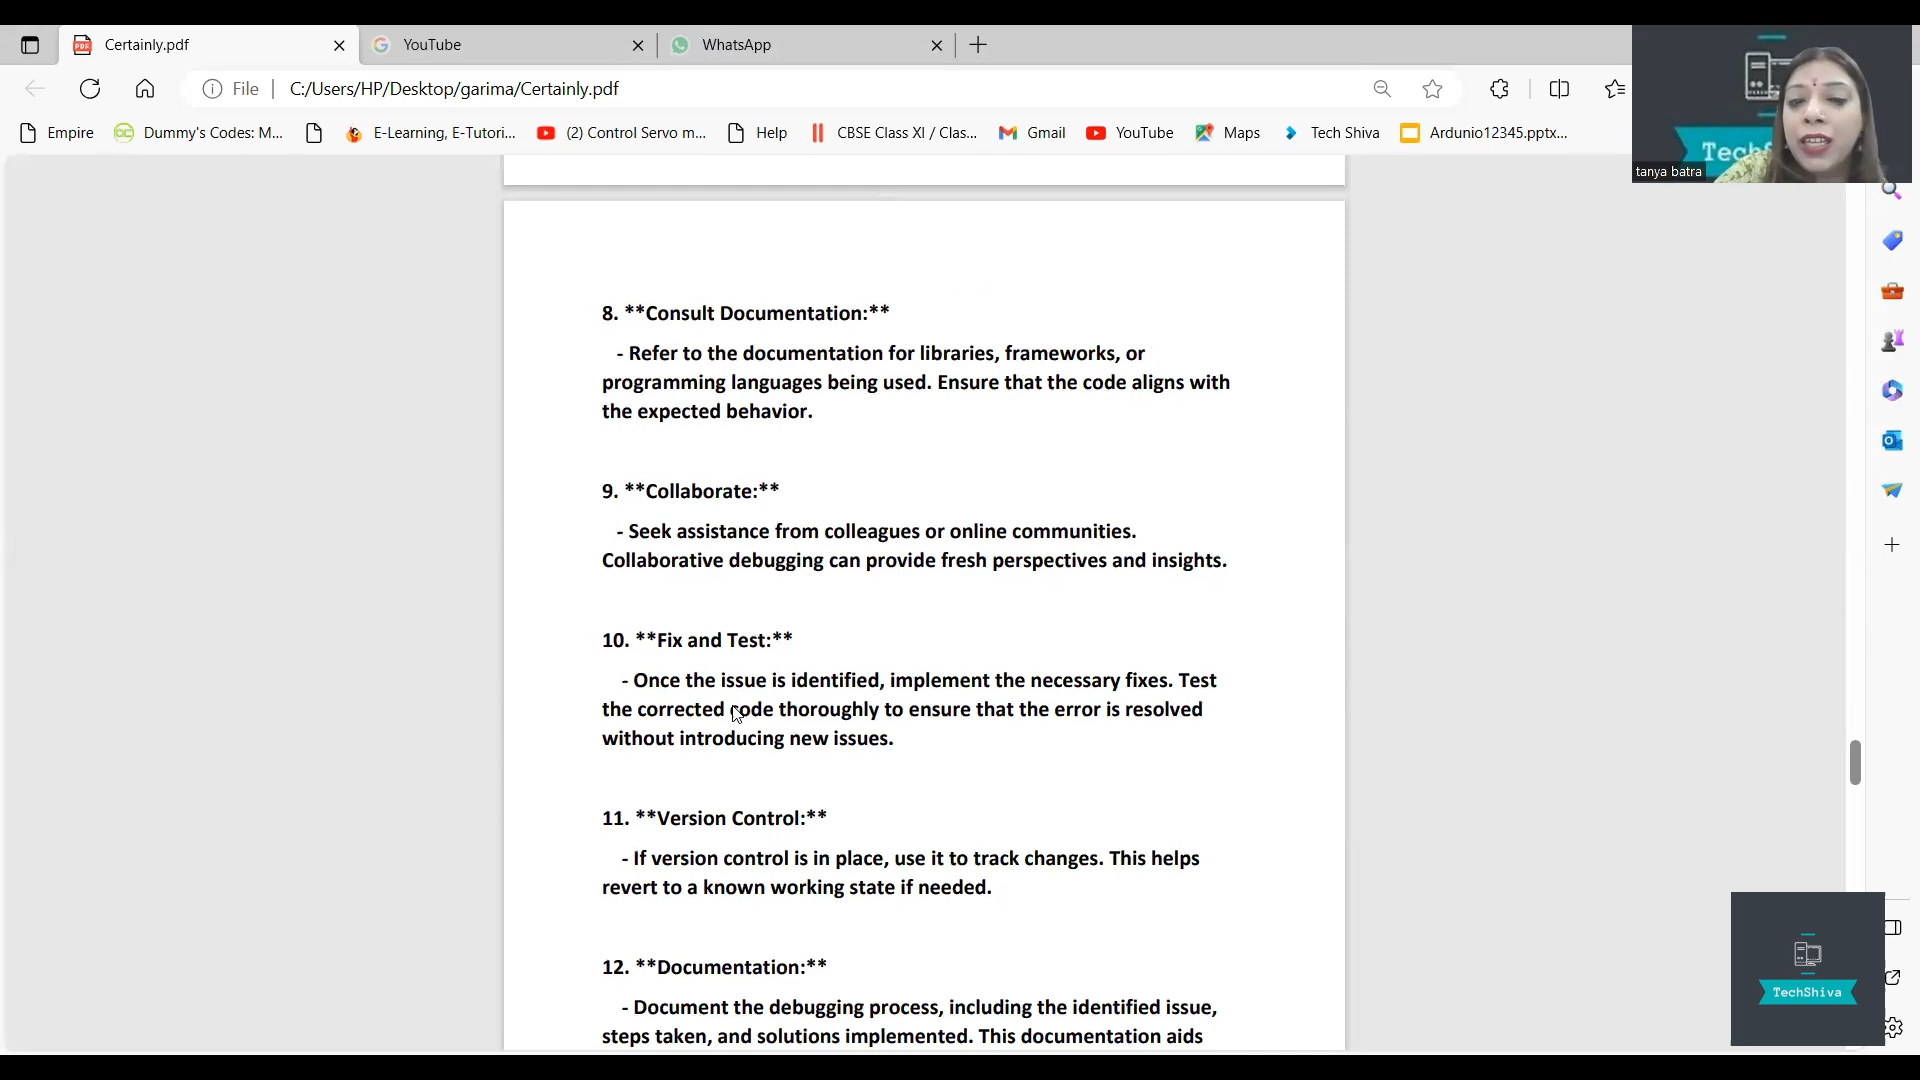 Certainly.pdf
YouTube
WhatsApp
File
C:/Users/HP/Desktop/garima/Certainly.pdf
Empire
Dummy's Codes: M...
E-Learning, E-Tutori...
(2) Control Servo m...
Help
CBSE Class XI / Clas...
Gmail
YouTube
Maps
Tech Shiva
Ardunio12345.pptx...
tanya batra
8. **Consult Documentation:**
- Refer to the documentation for libraries, frameworks, or
programming languages being used. Ensure that the code aligns with
the expected behavior.
9. **Collaborate:**
- Seek assistance from colleagues or online communities.
Collaborative debugging can provide fresh perspectives and insights.
10. **Fix and Test:**
- Once the issue is identified, implement the necessary fixes. Test
the corrected code thoroughly to ensure that the error is resolved
without introducing new issues.
11. **Version Control:**
- If version control is in place, use it to track changes. This helps
revert to a known working state if needed.
12. **Documentation:**
- Document the debugging process, including the identified issue,
steps taken, and solutions implemented. This documentation aids
TechShiva